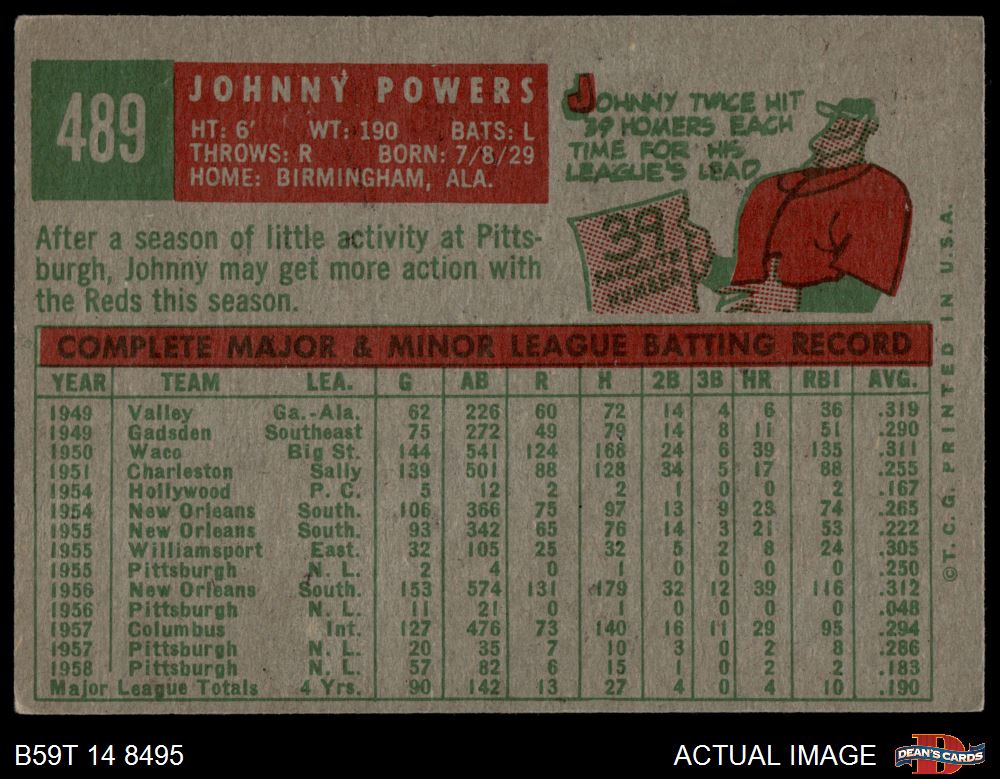 489
JOHNNY POWERS
HT: 6' WT: 190 BATS: L
THROWS: R BORN: 7/8/29
HOME: BIRMINGHAM, ALA.
JOHNNY TWICE HIT
39 HOMERS EACH
TIME FOR HIS
LEAGUE'S LEAD
39
FAVORITE
NUMBER
After a season of little activity at Pitts-
burgh, Johnny may get more action with
the Reds this season.
COMPLETE MAJOR & MINOR LEAGUE BATTING RECORD
YEAR TEAM LEA. G AB R H 2B 3B HR RBI AVG.
1949 Valley Ga.-Ala. 62 226 60 72 14 4 6 36 .319
1949 Gadsden Southeast 75 272 49 79 14 8 11 51 .290
1950 Waco Big St. 144 541 124 168 24 6 39 135 .311
1951 Charleston Sally 139 501 88 128 34 5 17 88 .255
1954 Hollywood P. C. 5 12 2 2 1 0 0 2 .167
1954 New Orleans South. 106 366 75 97 13 9 23 74 .265
1955 New Orleans South. 93 342 65 76 14 3 21 53 .222
1955 Williamsport East. 32 105 25 32 5 2 8 24 .305
1955 Pittsburgh N. L. 2 4 0 1 0 0 0 0 .250
1956 New Orleans South. 153 574 131 179 32 12 39 116 .312
1956 Pittsburgh N. L. 11 21 0 1 0 0 0 0 .048
1957 Columbus Int. 127 476 73 140 16 11 29 95 .294
1957 Pittsburgh N. L. 20 35 7 10 3 0 2 8 .286
1958 Pittsburgh N. L. 57 82 6 15 1 0 2 2 .183
Major League Totals 4 Yrs. 90 142 13 27 4 0 4 10 .190
©T. C. G. PRINTED IN U.S.A.
B59T 14 8495
ACTUAL IMAGE
D
DEAN'S CARDS